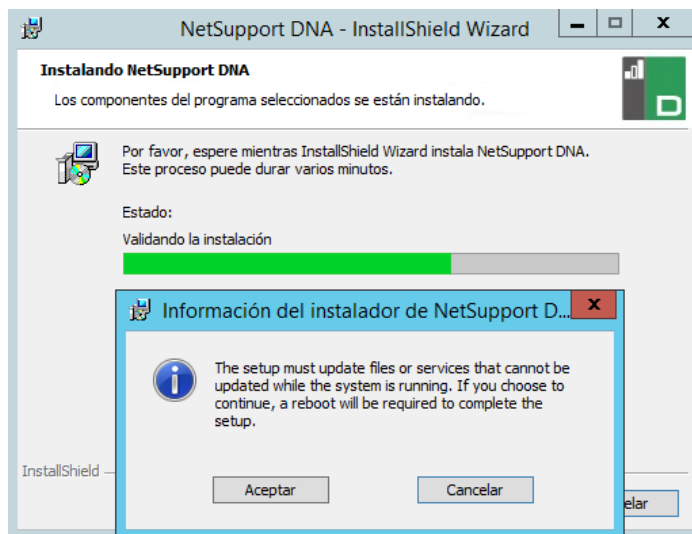 NetSupport DNA - InstallShield Wizard
Instalando NetSupport DNA
Los componentes del programa seleccionados se están instalando.
D
Por favor, espere mientras InstallShield Wizard instala NetSupport DNA.
Este proceso puede durar varios minutos.
Estado:
Validando la instalación
Información del instalador de NetSupport D...
The setup must update files or services that cannot be
updated while the system is running. If you choose to
continue, a reboot will be required to complete the
setup.
InstallShield
Aceptar
Cancelar
elar